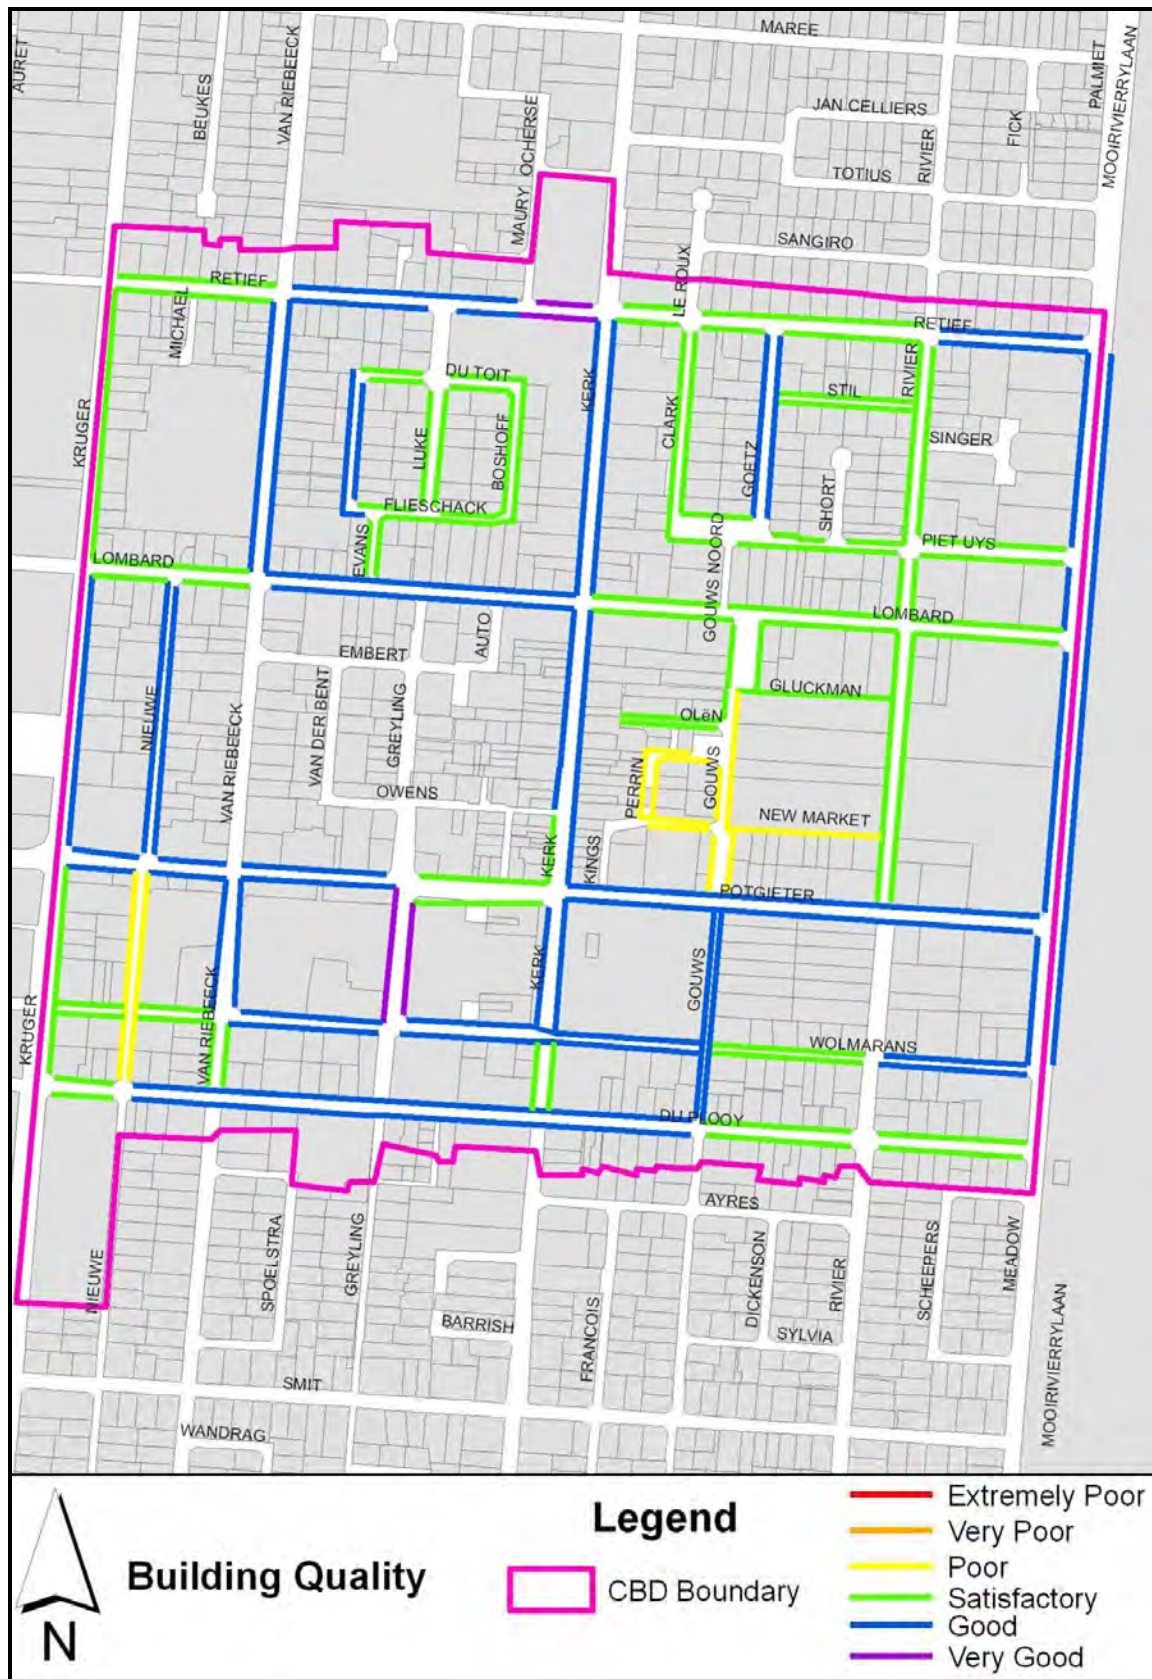 MAREE
AURET
BEUKES
VAN RIEBEECK
MAURY OCHERSE
JAN CELLIERS
RIVIER
FICK
PALMIET
MOOIRIVIERRYLAAN
TOTIUS
SANGIRO
LE ROUX
RETIEF
MICHAEL
RETIEF
RIVIER
KRUGER
DU TOIT
LUKE
BOSHOFF
KERK
CLARK
GOETZ
STIL
SINGER
SHORT
FLIESCHACK
EVANS
LOMBARD
GOUWS NOORD
PIET UYS
LOMBARD
EMBERT
AUTO
NIEUWE
VAN RIEBEECK
VAN DER BENT
GREYLING
OWENS
GLUCKMAN
OLëN
PERRIN
GOUWS
NEW MARKET
KERK
KINGS
POTGIETER
KRUGER
VAN RIEBEECK
KERK
GOUWS
WOLMARANS
DU PLOOY
AYRES
NIEUWE
SPOELSTRA
GREYLING
FRANCOIS
DICKENSON
RIVIER
SCHEEPERS
MEADOW
MOOIRIVIERRYLAAN
BARRISH
SYLVIA
SMIT
WANDRAG
N
Building Quality
Legend
CBD Boundary
Extremely Poor
Very Poor
Poor
Satisfactory
Good
Very Good